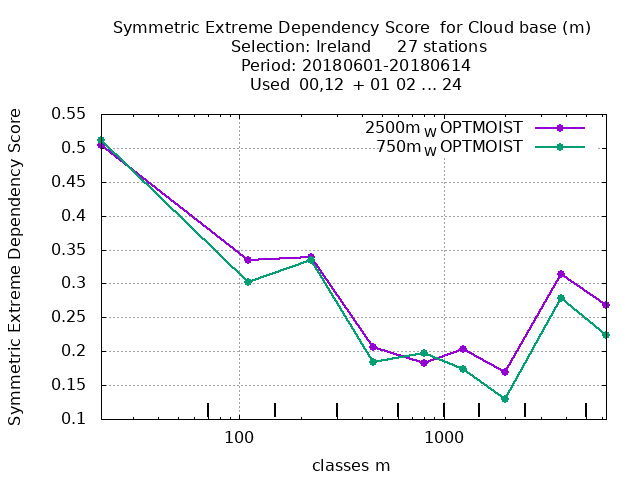 Symmetric Extreme Dependency Score for Cloud base (m)
Selection: Ireland 27 stations
Period: 20180601-20180614
Used 00,12 + 01 02 ... 24
Symmetric Extreme Dependency Score
0.55
0.5
0.45
0.4
0.35
0.3
0.25
0.2
0.15
0.1
2500m W OPTMOIST
750m W OPTMOIST
100 1000
classes m